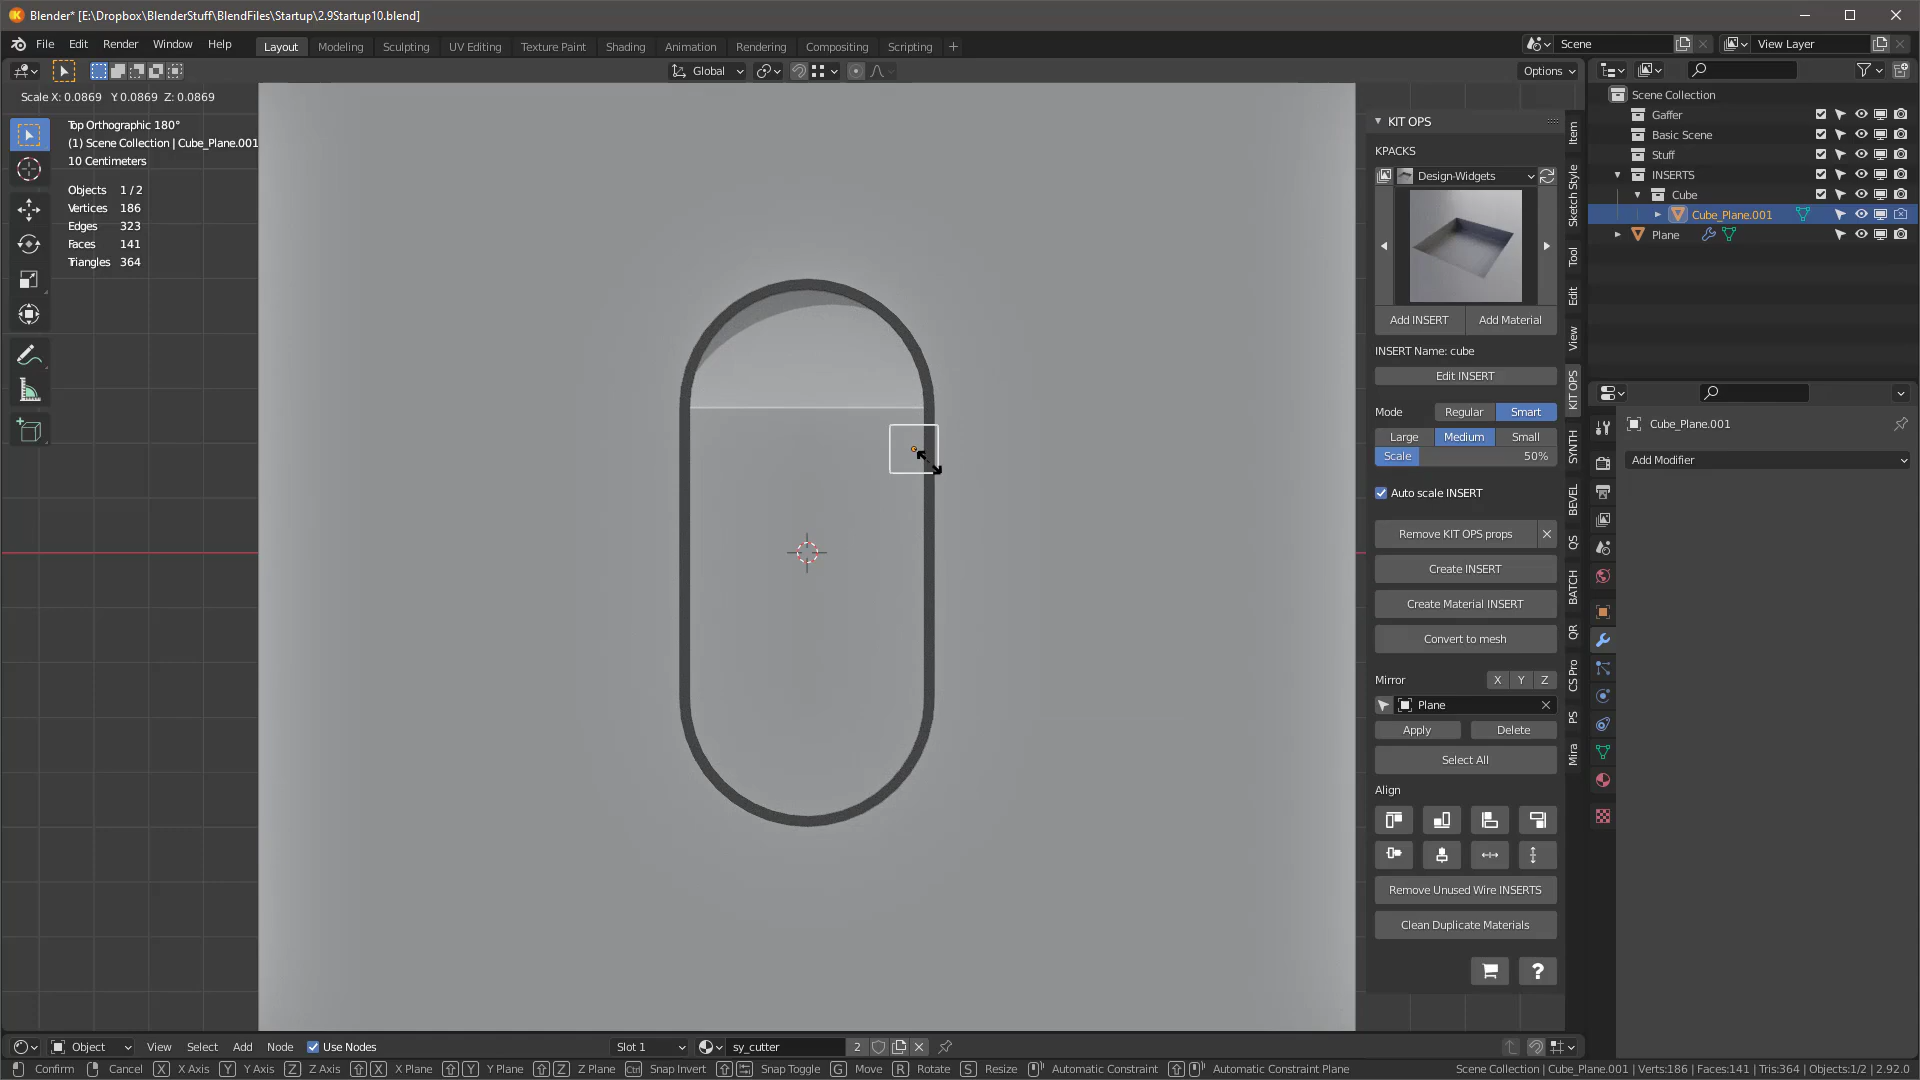 Blender* [E:\Dropbox\BlenderStuff\BlendFiles\Startup\2.9Startup10.blend]
File Edit Render Window Help Layout Modeling Sculpting UV Editing Texture Paint Shading Animation Rendering Compositing Scripting + Scene View Layer
Global Options
Scale X: 0.0869 Y 0.0869 Z: 0.0869
Top Orthographic 180°
(1) Scene Collection | Cube_Plane.001
10 Centimeters
Objects 1 / 2
Vertices 186
Edges 323
Faces 141
Triangles 364
KIT OPS
KPACKS
Design-Widgets
Add INSERT Add Material
INSERT Name: cube
Edit INSERT
Mode Regular Smart
Large Medium Small
Scale 50%
Auto scale INSERT
Remove KIT OPS props
Create INSERT
Create Material INSERT
Convert to mesh
Mirror X Y Z
Plane
Apply Delete
Select All
Align
Remove Unused Wire INSERTS
Clean Duplicate Materials
?
Item
Sketch Style
Tool
Edit
View
KIT OPS
SYNTH
BEVEL
QS
BATCH
QR
CS Pro
PS
Mira
Scene Collection
Gaffer
Basic Scene
Stuff
INSERTS
Cube
Cube_Plane.001
Plane
Cube_Plane.001
Add Modifier
Object View Select Add Node Use Nodes Slot 1 sy_cutter 2
Confirm Cancel X X Axis Y Y Axis Z Z Axis X X Plane Y Y Plane Z Z Plane Ctrl Snap Invert Snap Toggle G Move R Rotate S Resize Automatic Constraint Automatic Constraint Plane Scene Collection | Cube_Plane.001 | Verts:186 | Faces:141 | Tris:364 | Objects:1/2 | 2.92.0